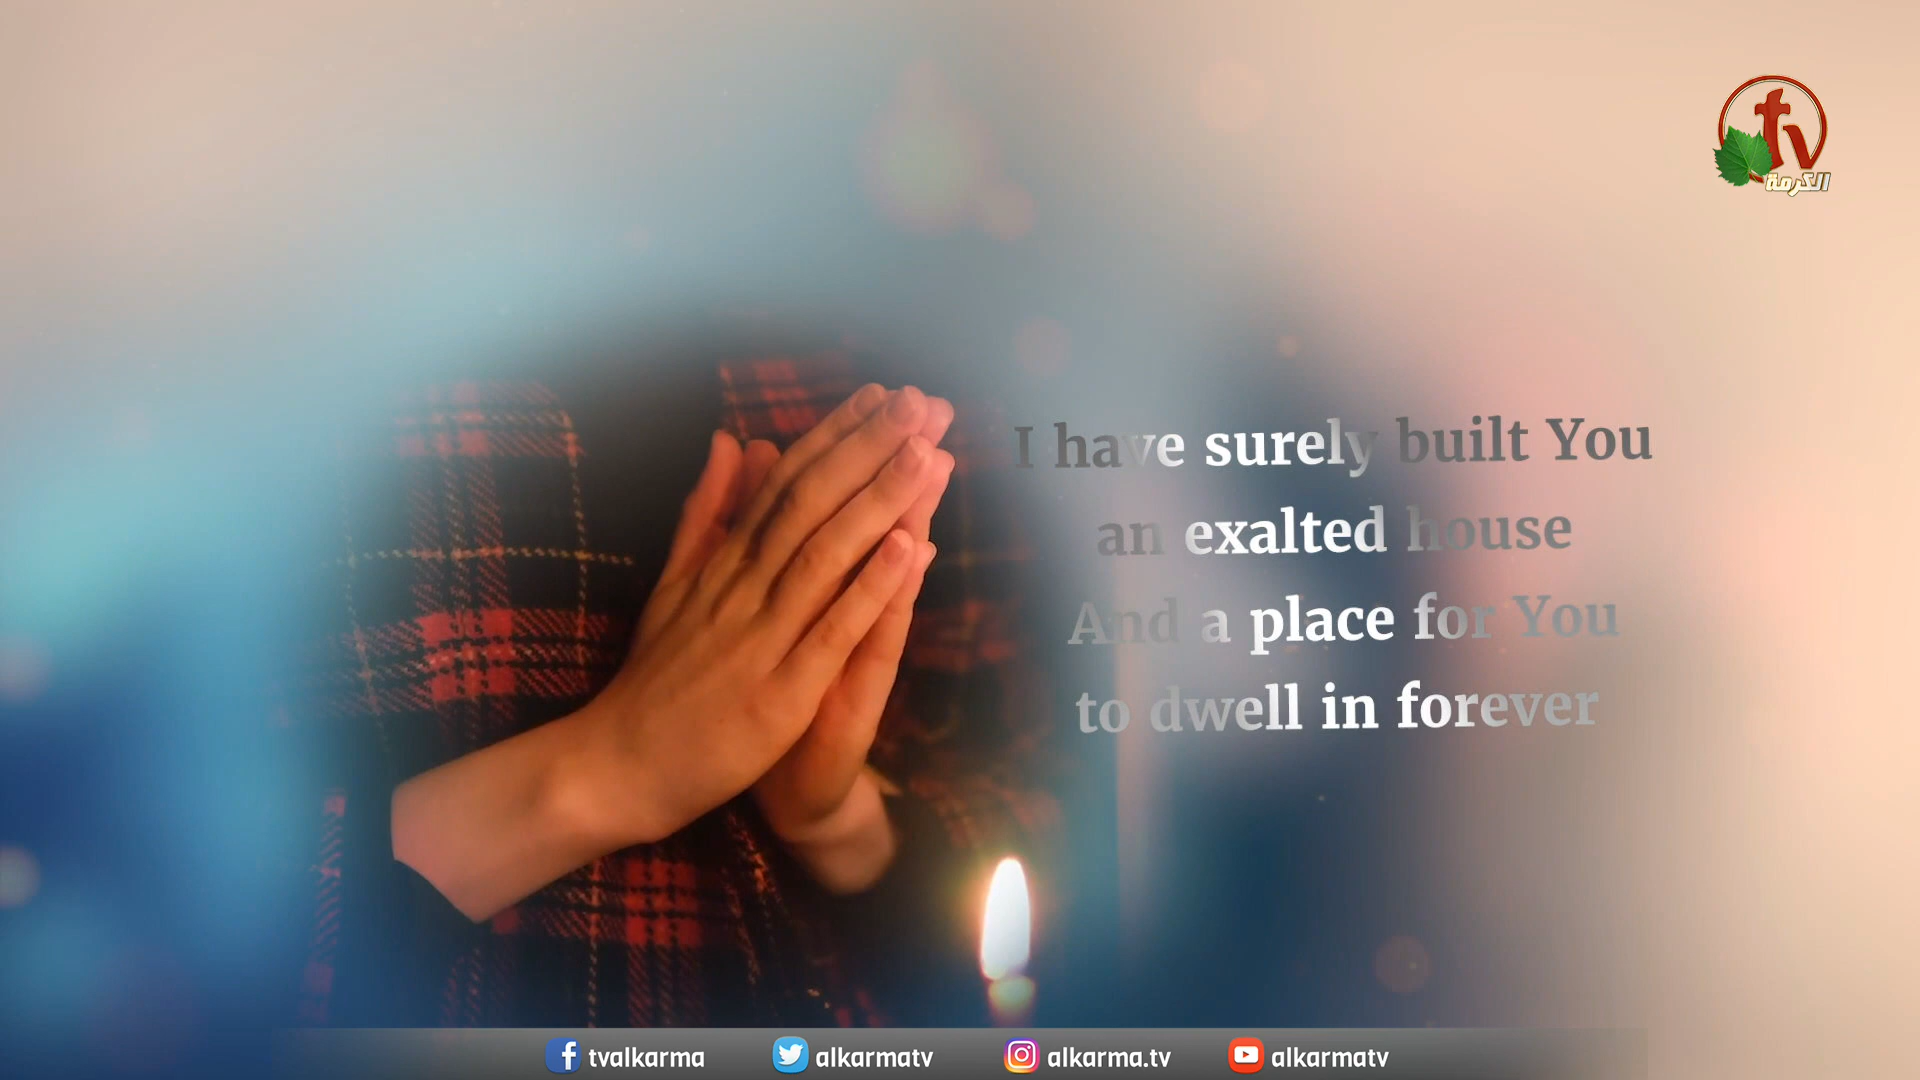 tv
الكرمة
I have surely built You
an exalted house
And a place for You
to dwell in forever
tvalkarma
alkarmatv
alkarma.tv
alkarmatv